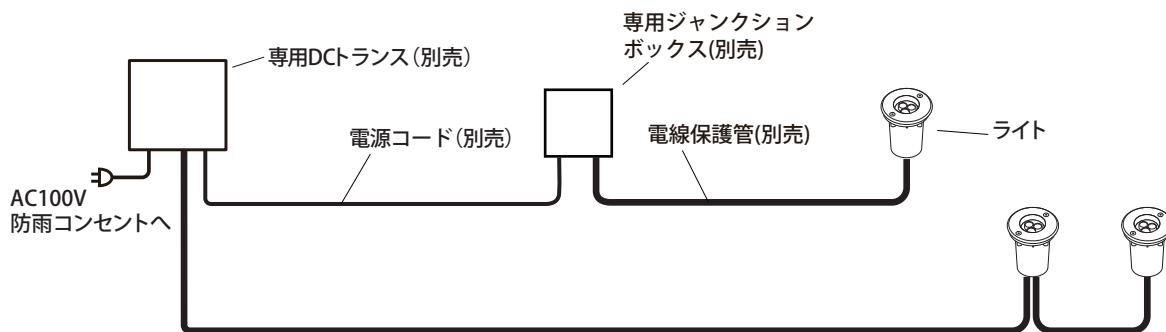 専用ジャンクション
ボックス(別売)
専用DCトランス（別売）
電源コード（別売）
電線保護管(別売)
ライト
AC100V
防雨コンセントへ